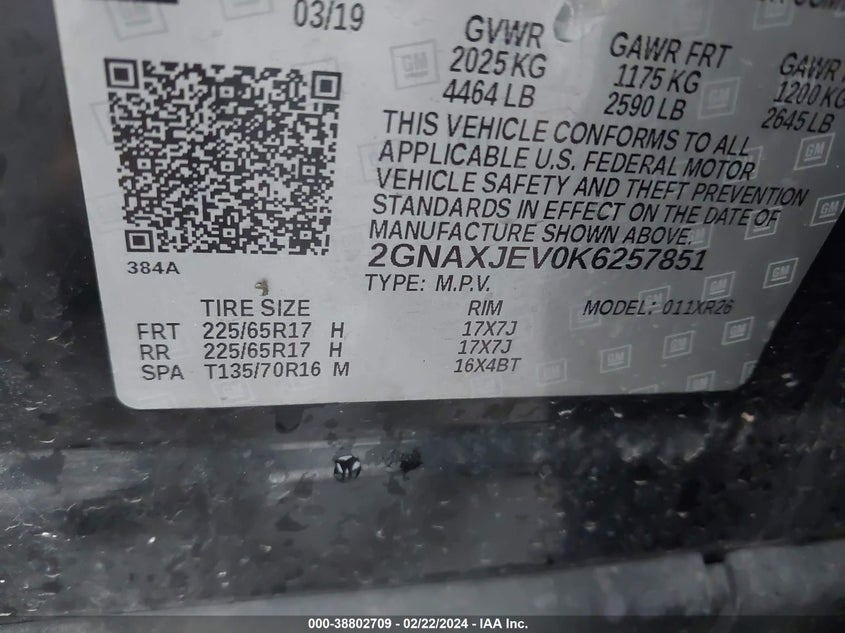 03/19
GVWR
2025 KG
4464 LB
GAWR FRT
1175 KG
2590 LB
GAWR
1200 KG
2645 LB
THIS VEHICLE CONFORMS TO ALL
APPLICABLE U.S. FEDERAL MOTOR
VEHICLE SAFETY AND THEFT PREVENTION
STANDARDS IN EFFECT ON THE DATE OF
MANUFACTURE SHOWN ABOVE.
2GNAXJEV0K6257851
384A
TYPE: M.P.V.
TIRE SIZE RIM MODEL: 011XR26
FRT 225/65R17 H 17X7J
RR 225/65R17 H 17X7J
SPA T135/70R16 M 16X4BT
GM
000-38802709 - 02/22/2024 - IAA Inc.